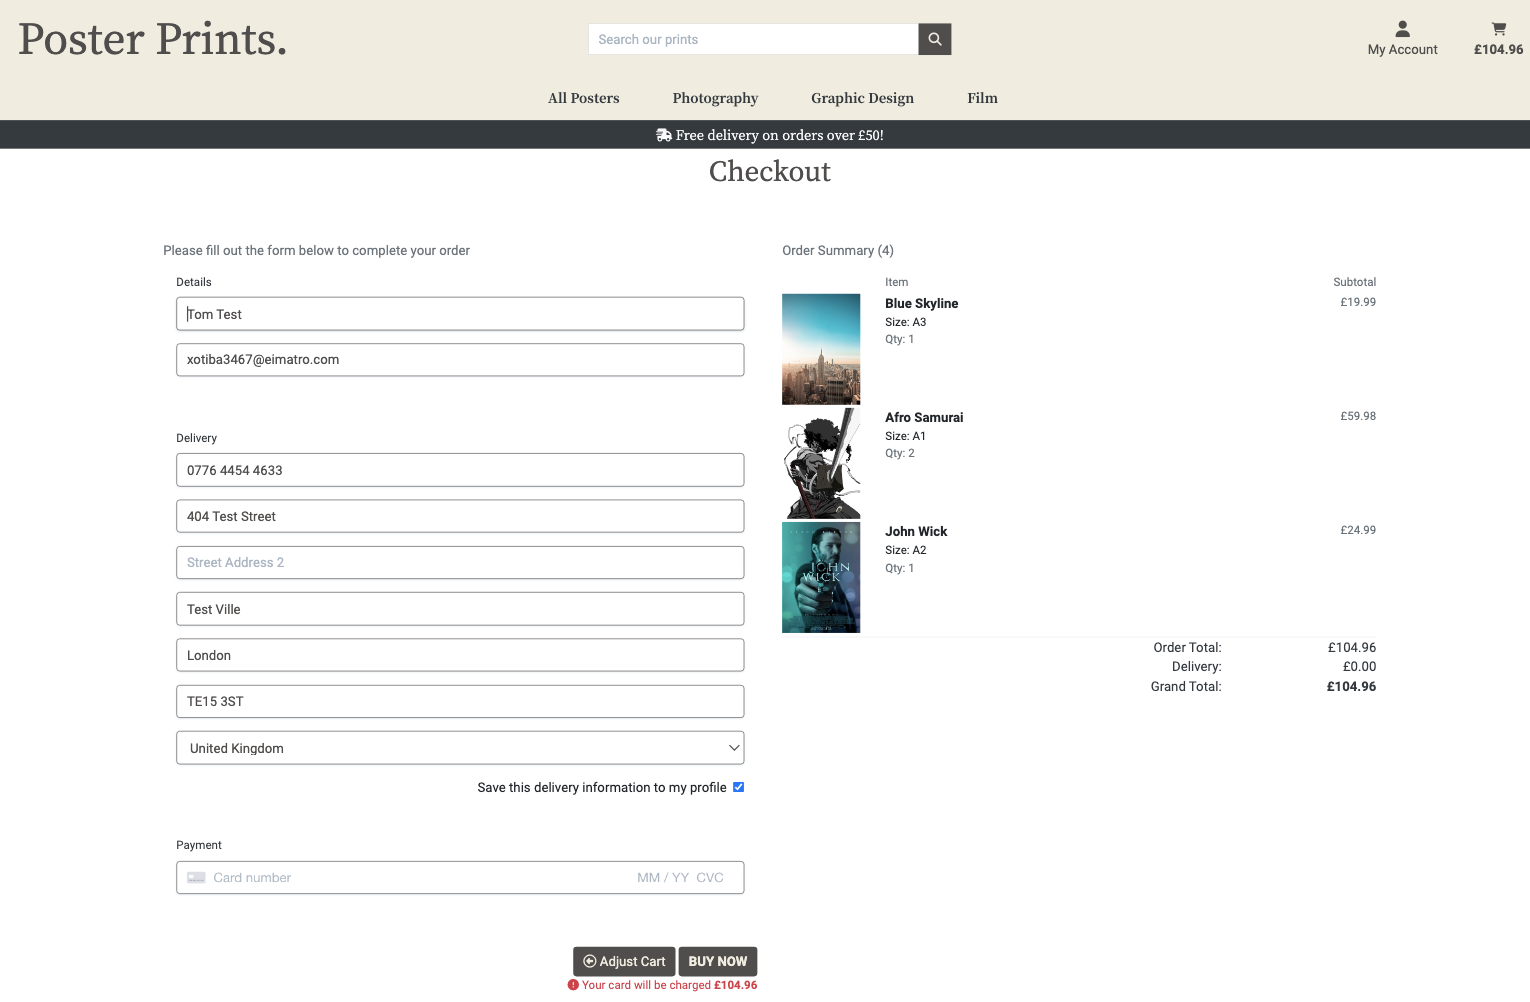 Poster Prints.
Search our prints
My Account
£104.96
All Posters
Photography
Graphic Design
Film
Free delivery on orders over £50!
Checkout
Please fill out the form below to complete your order
Details
Tom Test
xotiba3467@eimatro.com
Delivery
0776 4454 4633
404 Test Street
Street Address 2
Test Ville
London
TE15 3ST
United Kingdom
Save this delivery information to my profile
Payment
Card number MM / YY CVC
Adjust Cart
BUY NOW
Your card will be charged £104.96
Order Summary (4)
Item Subtotal
Blue Skyline £19.99
Size: A3
Qty: 1
Afro Samurai £59.98
Size: A1
Qty: 2
JOHN
WICK
John Wick £24.99
Size: A2
Qty: 1
Order Total: £104.96
Delivery: £0.00
Grand Total: £104.96